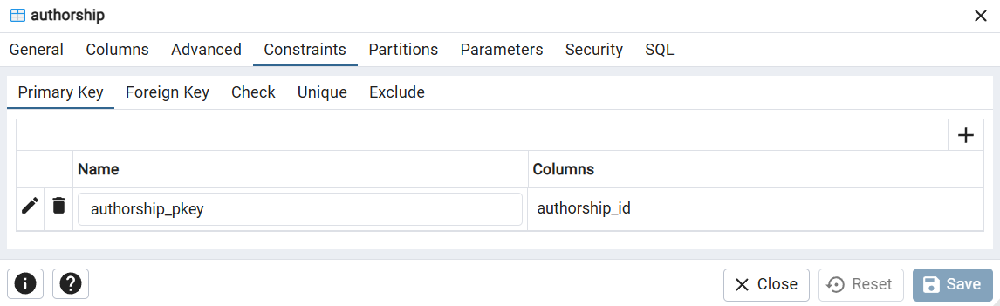 authorship
General Columns Advanced Constraints Partitions Parameters Security SQL
Primary Key Foreign Key Check Unique Exclude
Name Columns
authorship_pkey authorship_id
Close Reset Save